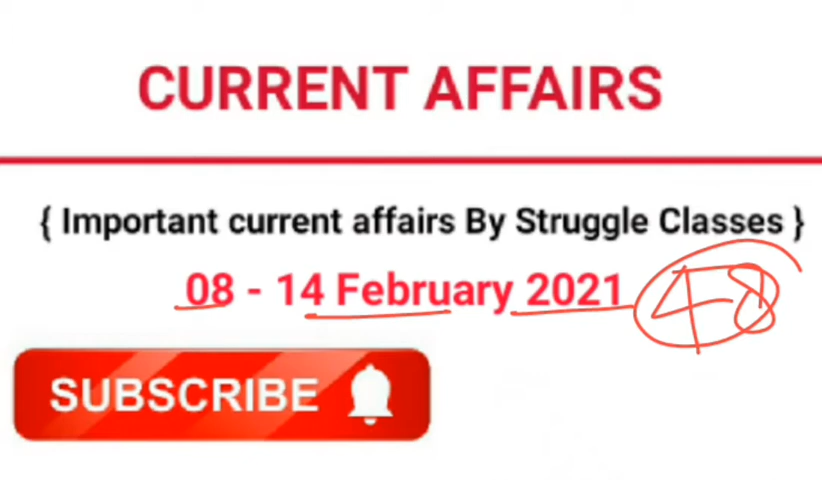 CURRENT AFFAIRS
{ Important current affairs By Struggle Classes }
08 - 14 February 2021 48
SUBSCRIBE